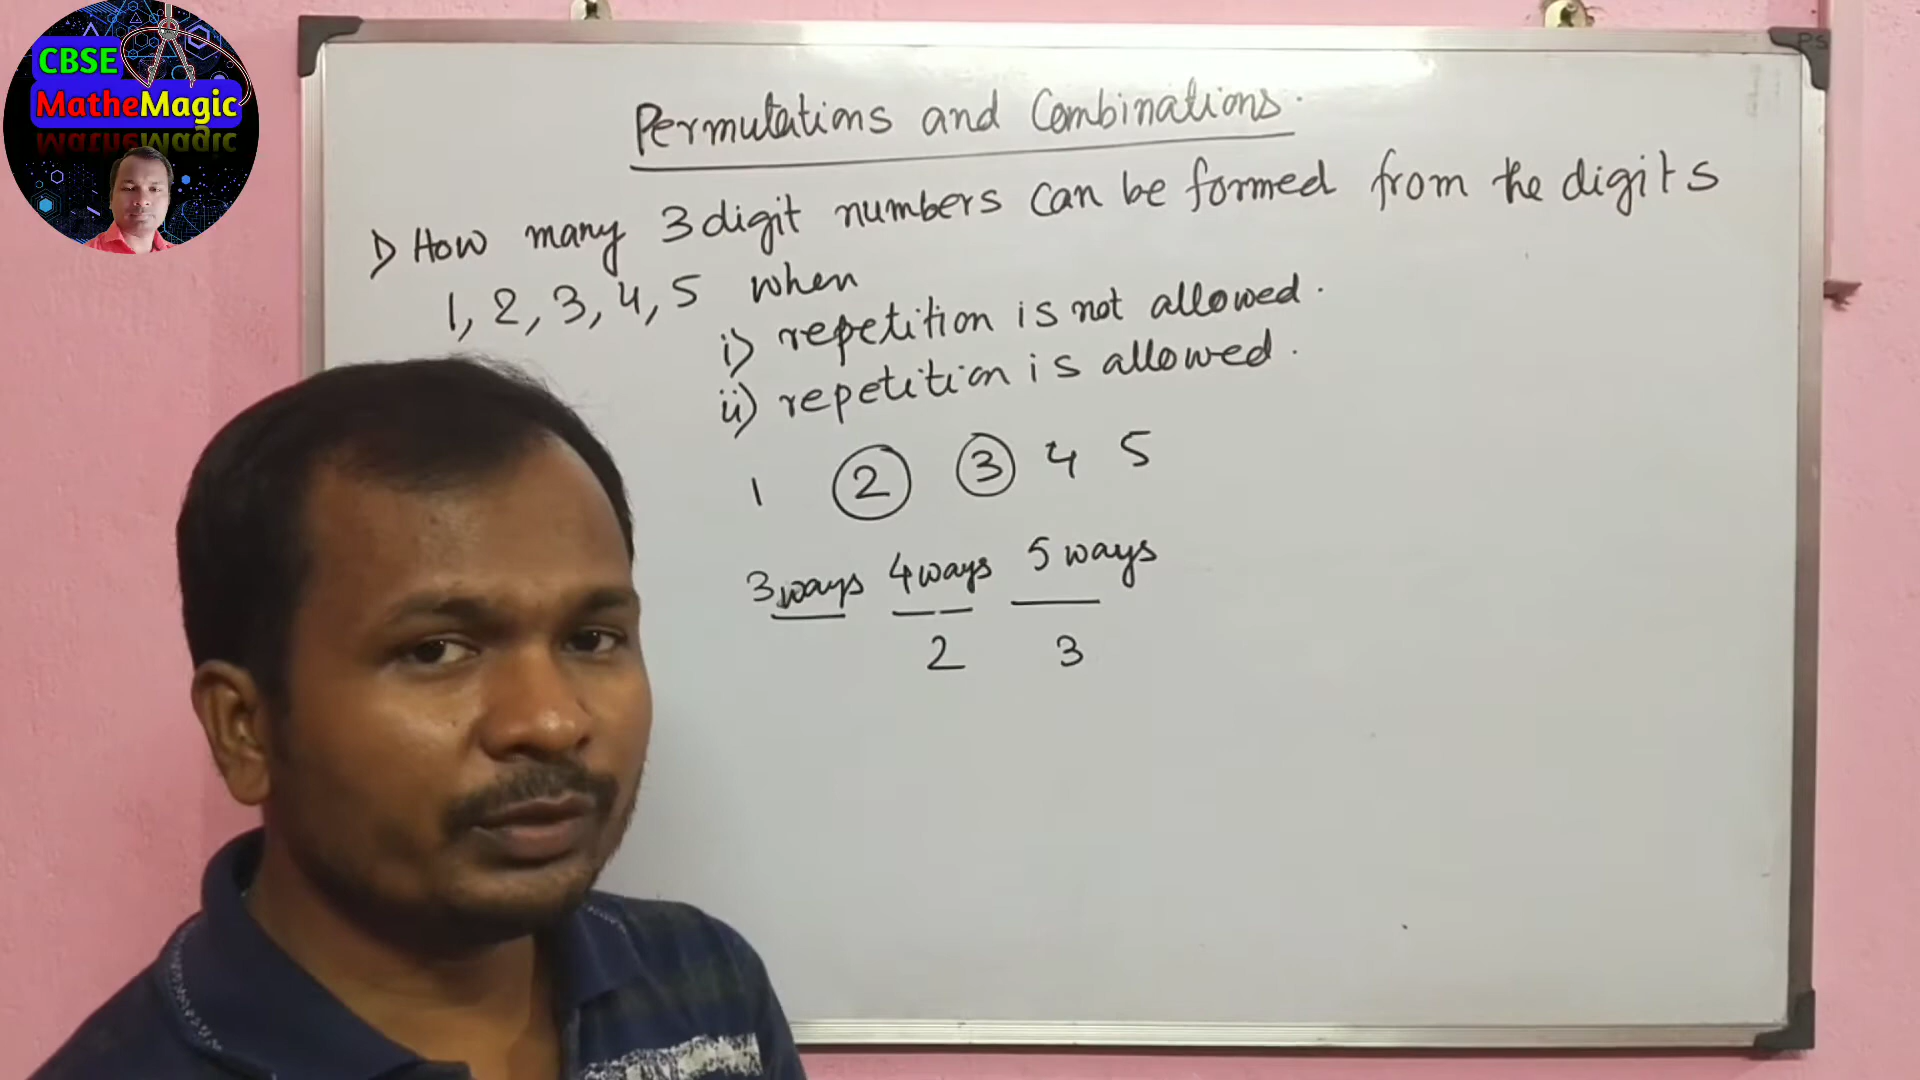 CBSE
MatheMagic
PS
Permutations and Combinations.
1) How many 3 digit numbers can be formed from the digits
1, 2, 3, 4, 5 when
i) repetition is not allowed.
ii) repetition is allowed.
1 2 3 4 5
3 ways 4 ways 5 ways
2 3